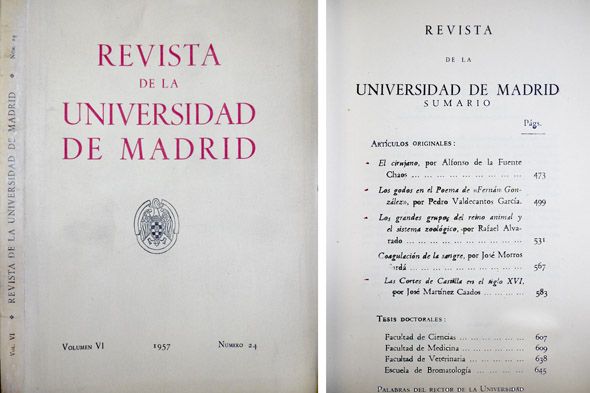 REVISTA DE LA UNIVERSIDAD DE MADRID
Vol. VI
Núm. 24
REVISTA
DE LA
UNIVERSIDAD
DE MADRID
VOLUMEN VI
1957
NUMERO 24
REVISTA
DE LA
UNIVERSIDAD DE MADRID
SUMARIO
Págs.
ARTÍCULOS ORIGINALES:
El cirujano, por Alfonso de la Fuente
Chaos ... ... ... ... ... ... ... ... ... 473
Los godos en el Poema de «Fernán Gon-
zález», por Pedro Valdecantos García. 499
Los grandes grupos del reino animal y
el sistema zoológico, por Rafael Alva-
rado ... ... ... ... ... ... ... ... ... 531
Coagulación de la sangre, por José Morros
Sardá ... ... ... ... ... ... ... ... 567
Las Cortes de Castilla en el siglo XVI,
por José Martínez Caados ... ... ... ... 583
TESIS DOCTORALES:
Facultad de Ciencias ... ... ... ... ... 607
Facultad de Medicina ... ... ... ... ... 609
Facultad de Veterinaria ... ... ... ... 638
Escuela de Bromatología ... ... ... ... 645
PALABRAS DEL RECTOR DE LA UNIVERSIDAD